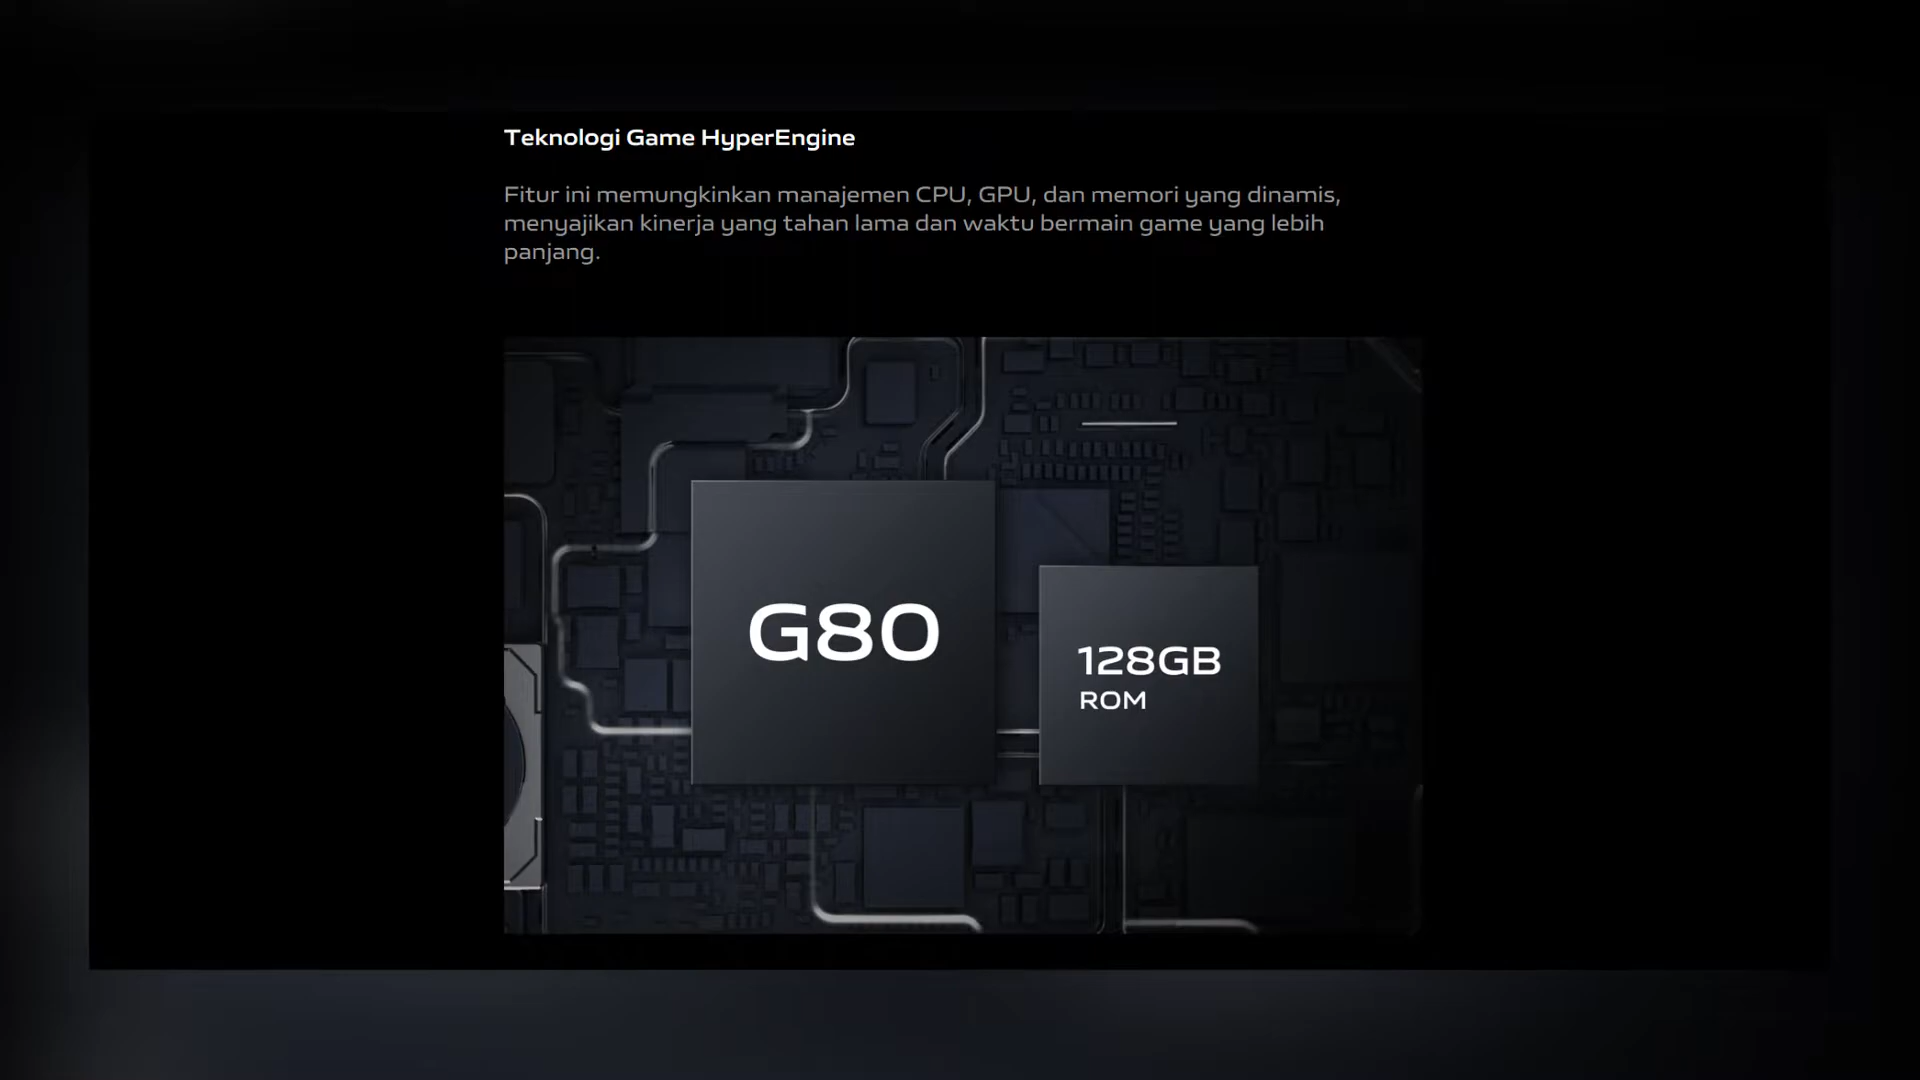 Teknologi Game HyperEngine
Fitur ini memungkinkan manajemen CPU, GPU, dan memori yang dinamis,
menyajikan kinerja yang tahan lama dan waktu bermain game yang lebih
panjang.
G80
128GB
ROM